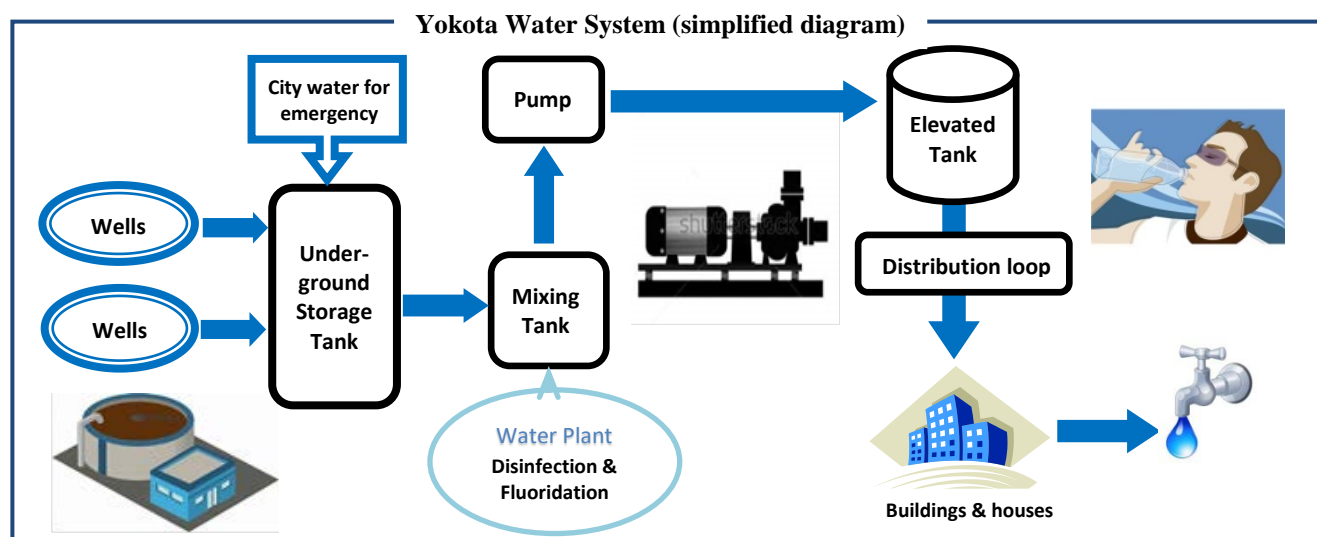 Yokota Water System (simplified diagram)
City water for
emergency
Pump
Elevated
Tank
Wells
Wells
Under-
ground
Storage
Tank
Mixing
Tank
shutterstock
Distribution loop
Water Plant
Disinfection &
Fluoridation
Buildings & houses